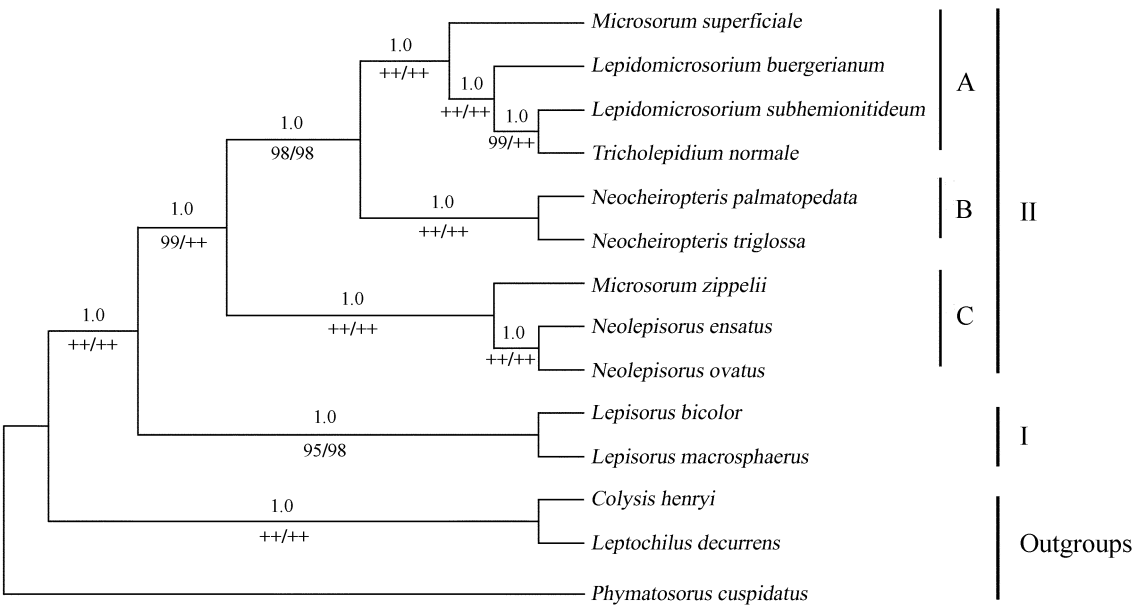 Microsorum superficiale
1.0
++/++
Lepidomicrosorium buergerianum
A
1.0
++/++
Lepidomicrosorium subhemionitideum
1.0
99/++
1.0
98/98
Tricholepidium normale
Neocheiropteris palmatopedata
1.0
++/++
B
II
1.0
99/++
Neocheiropteris triglossa
Microsorum zippelii
1.0
++/++
C
Neolepisorus ensatus
1.0
++/++
1.0
++/++
Neolepisorus ovatus
Lepisorus bicolor
1.0
95/98
I
Lepisorus macrosphaerus
Colysis henryi
1.0
++/++
Leptochilus decurrens
Outgroups
Phymatosorus cuspidatus